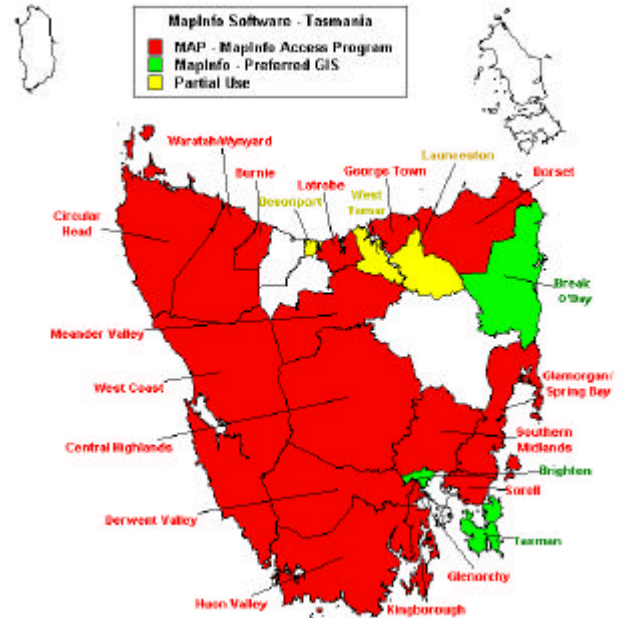 MapInfo Software - Tasmania
MAP - MapInfo Access Program
MapInfo - Preferred GIS
Partial Use
Waratah/Wynyard
Burnie
Devonport
Latrobe
West
Tamar
George Town
Launceston
Dorset
Circular
Head
Break
O'Day
Meander Valley
West Coast
Glamorgan/
Spring Bay
Central Highlands
Southern
Midlands
Brighton
Sorell
Derwent Valley
Tasman
Glenorchy
Huon Valley
Kingborough